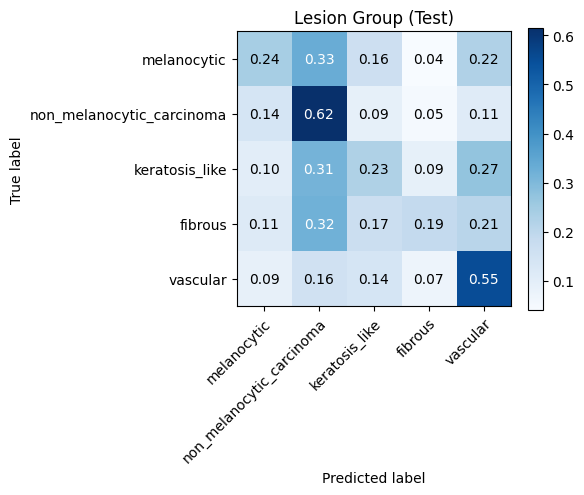 Lesion Group (Test)
True label
melanocytic 0.24 0.33 0.16 0.04 0.22
non_melanocytic_carcinoma 0.14 0.62 0.09 0.05 0.11
keratosis_like 0.10 0.31 0.23 0.09 0.27
fibrous 0.11 0.32 0.17 0.19 0.21
vascular 0.09 0.16 0.14 0.07 0.55
melanocytic
non_melanocytic_carcinoma
keratosis_like
fibrous
vascular
Predicted label
0.6
0.5
0.4
0.3
0.2
0.1